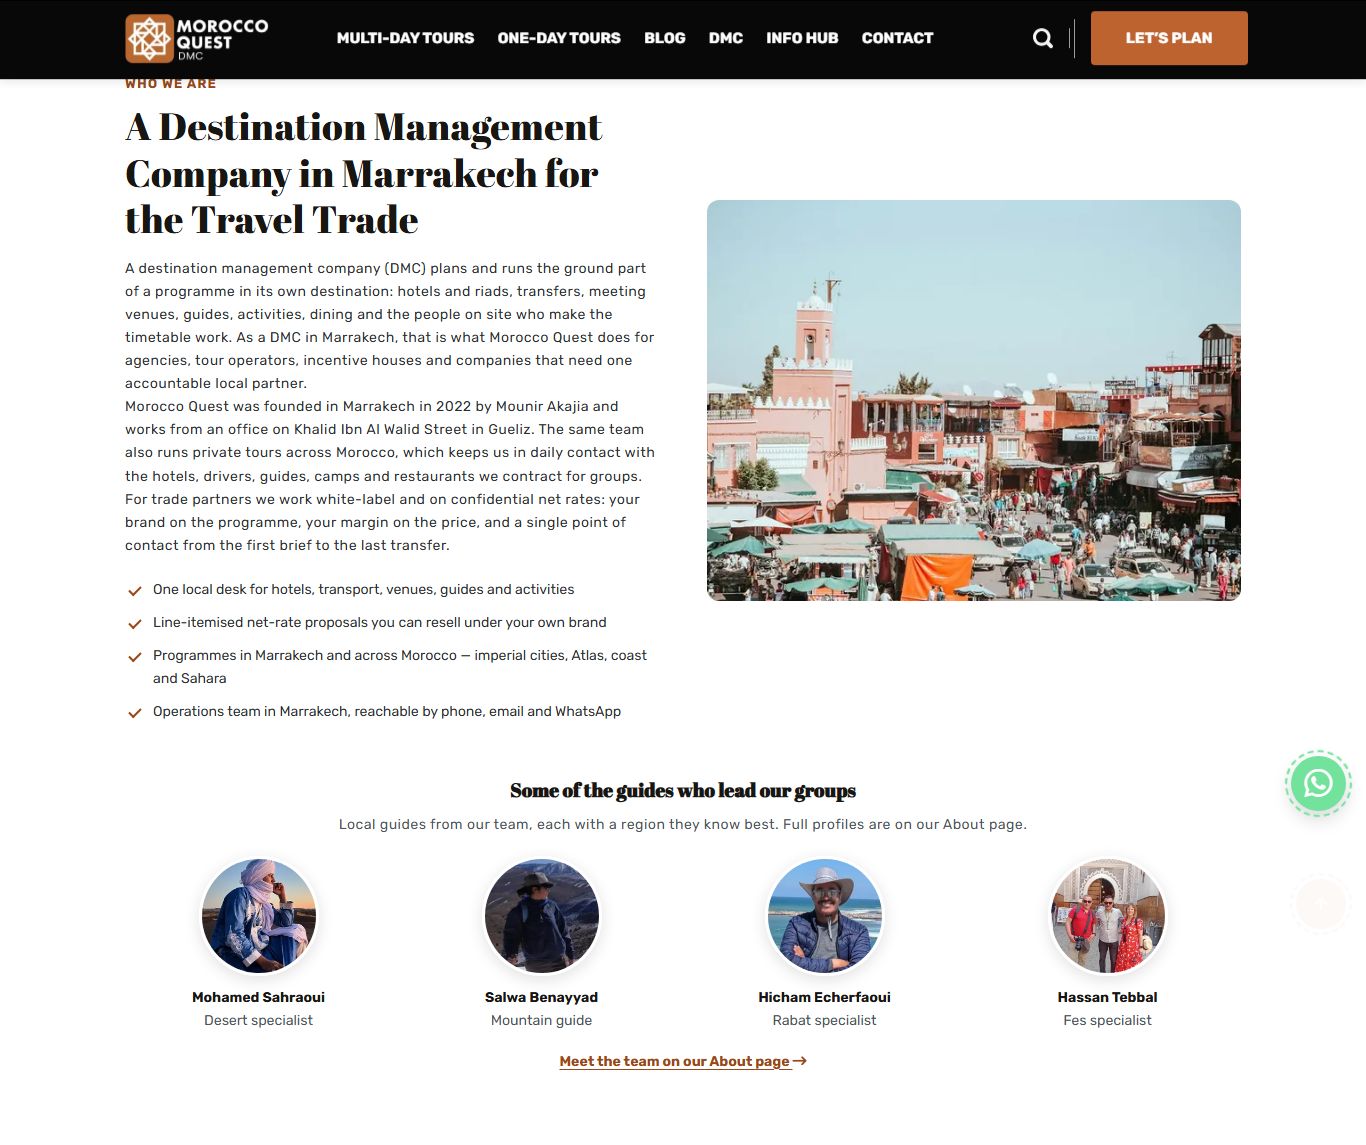 MOROCCO
QUEST
DMC
MULTI-DAY TOURS
ONE-DAY TOURS
BLOG
DMC
INFO HUB
CONTACT
LET'S PLAN
WHO WE ARE
A Destination Management
Company in Marrakech for
the Travel Trade
A destination management company (DMC) plans and runs the ground part
of a programme in its own destination: hotels and riads, transfers, meeting
venues, guides, activities, dining and the people on site who make the
timetable work. As a DMC in Marrakech, that is what Morocco Quest does for
agencies, tour operators, incentive houses and companies that need one
accountable local partner.
Morocco Quest was founded in Marrakech in 2022 by Mounir Akajia and
works from an office on Khalid Ibn Al Walid Street in Gueliz. The same team
also runs private tours across Morocco, which keeps us in daily contact with
the hotels, drivers, guides, camps and restaurants we contract for groups.
For trade partners we work white-label and on confidential net rates: your
brand on the programme, your margin on the price, and a single point of
contact from the first brief to the last transfer.
One local desk for hotels, transport, venues, guides and activities
Line-itemised net-rate proposals you can resell under your own brand
Programmes in Marrakech and across Morocco — imperial cities, Atlas, coast
and Sahara
Operations team in Marrakech, reachable by phone, email and WhatsApp
Some of the guides who lead our groups
Local guides from our team, each with a region they know best. Full profiles are on our About page.
Mohamed Sahraoui
Desert specialist
Salwa Benayyad
Mountain guide
Hicham Echerfaoui
Rabat specialist
Hassan Tebbal
Fes specialist
Meet the team on our About page →